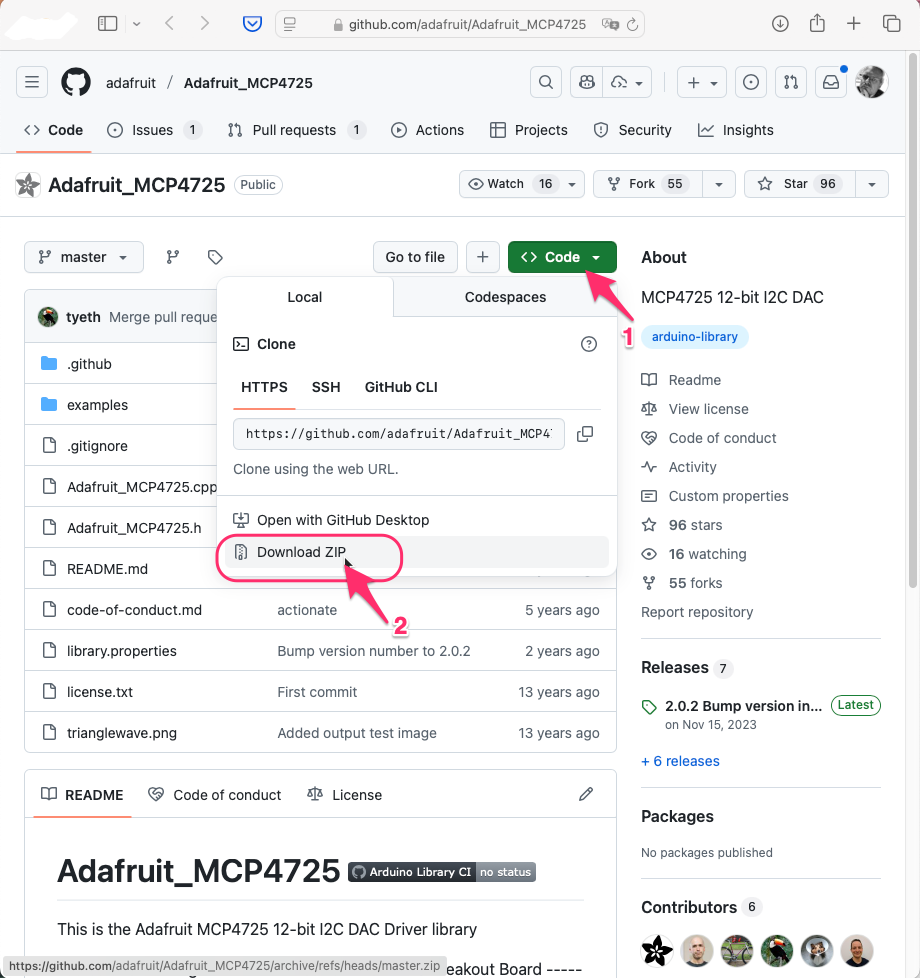 github.com/adafruit/Adafruit_MCP4725
adafruit / Adafruit_MCP4725
Code
Issues 1
Pull requests 1
Actions
Projects
Security
Insights
Adafruit_MCP4725 Public
Watch 16
Fork 55
Star 96
master
Go to file
Code
1
Local
Codespaces
Clone
HTTPS
SSH
GitHub CLI
https://github.com/adafruit/Adafruit_MCP47
Clone using the web URL.
Open with GitHub Desktop
Download ZIP
2
tyeth Merge pull reque
.github
examples
.gitignore
Adafruit_MCP4725.cpp
Adafruit_MCP4725.h
README.md
code-of-conduct.md actionate 5 years ago
library.properties Bump version number to 2.0.2 2 years ago
license.txt First commit 13 years ago
trianglewave.png Added output test image 13 years ago
README
Code of conduct
License
Adafruit_MCP4725
Arduino Library CI no status
This is the Adafruit MCP4725 12-bit I2C DAC Driver library
eakout Board -----
https://github.com/adafruit/Adafruit_MCP4725/archive/refs/heads/master.zip
About
MCP4725 12-bit I2C DAC
arduino-library
Readme
View license
Code of conduct
Activity
Custom properties
96 stars
16 watching
55 forks
Report repository
Releases 7
2.0.2 Bump version in... Latest
on Nov 15, 2023
+ 6 releases
Packages
No packages published
Contributors 6